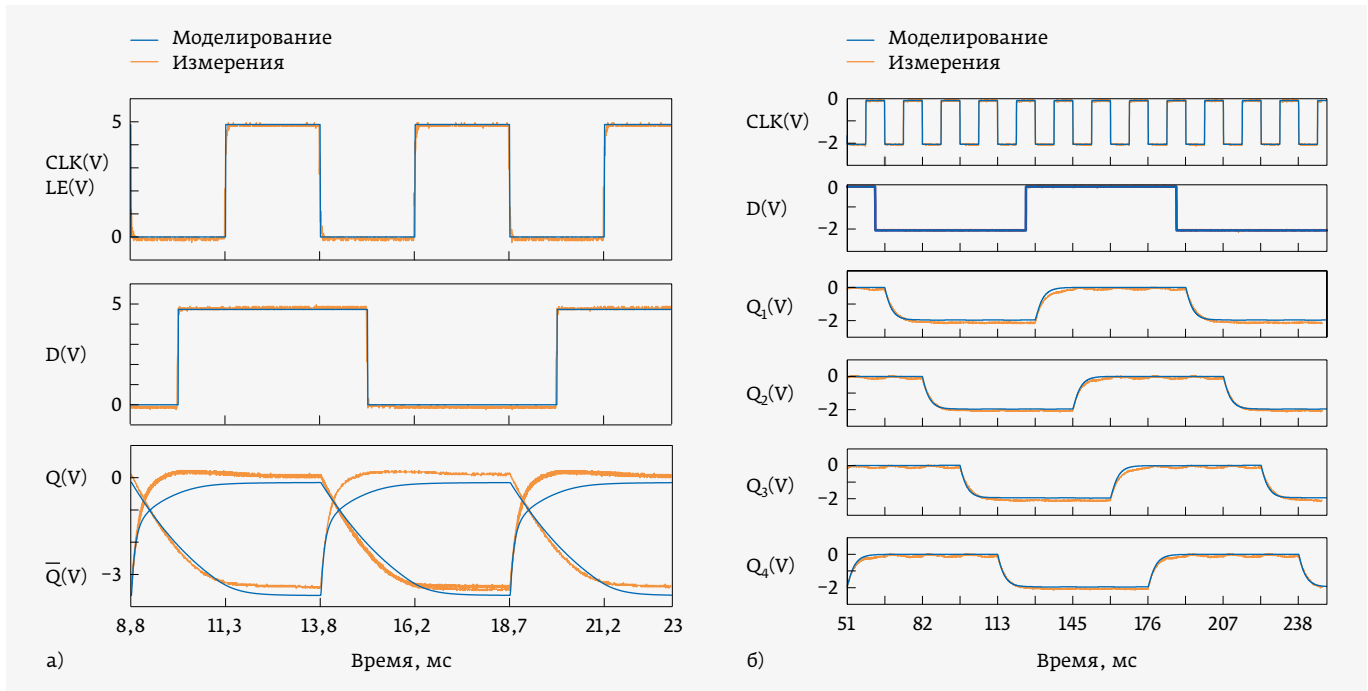 Моделирование
Измерения
5
CLK(V)
LE(V)
0
5
D(V)
0
Q(V)
0
Q̅(V)
−3
8,8 11,3 13,8 16,2 18,7 21,2 23
а) Время, мс
Моделирование
Измерения
0
CLK(V)
−2
0
D(V)
−2
0
Q₁(V)
−2
0
Q₂(V)
−2
0
Q₃(V)
−2
0
Q₄(V)
−2
51 82 113 145 176 207 238
б) Время, мс